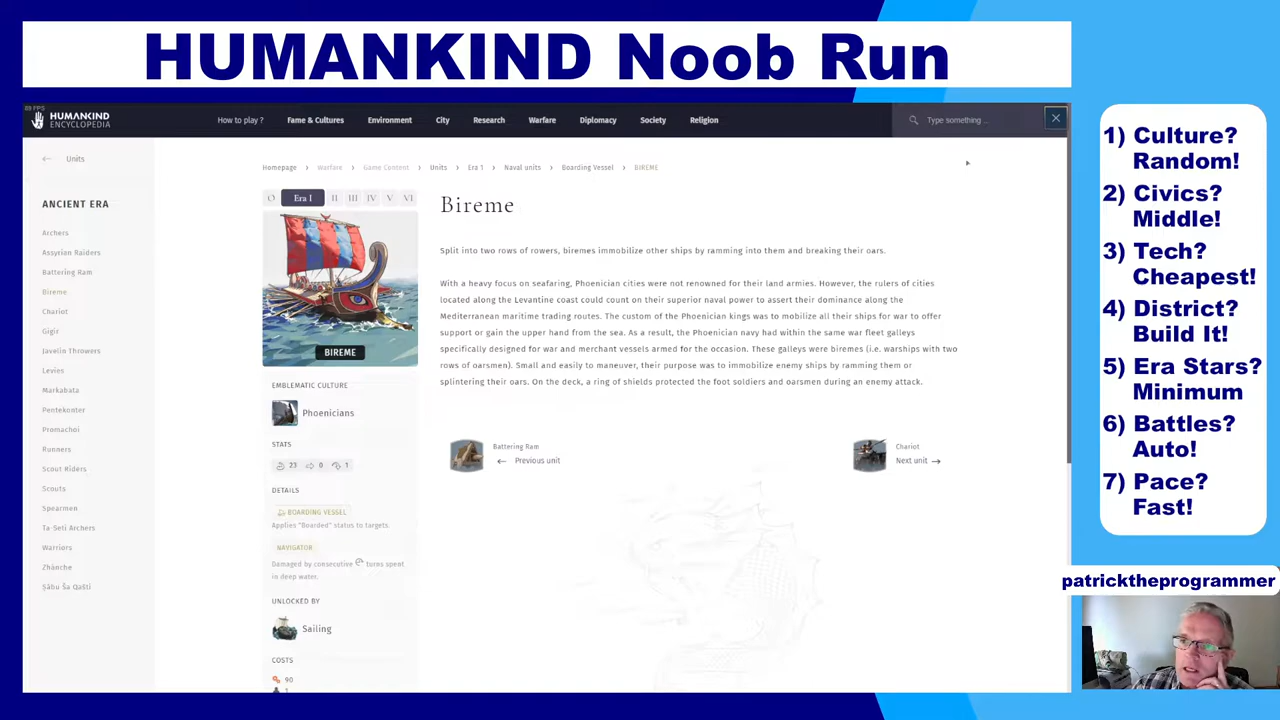 HUMANKIND Noob Run
89 FPS
HUMANKIND
ENCYCLOPEDIA
How to play ?
Fame & Cultures
Environment
City
Research
Warfare
Diplomacy
Society
Religion
Type something ...
← Units
Homepage > Warfare > Game Content > Units > Era 1 > Naval units > Boarding Vessel > BIREME
ANCIENT ERA
Archers
Assyrian Raiders
Battering Ram
Bireme
Chariot
Gigir
Javelin Throwers
Levies
Markabata
Pentekonter
Promachoi
Runners
Scout Riders
Scouts
Spearmen
Ta-Seti Archers
Warriors
Zhànche
Ṣābu Ša Qašti
O Era I II III IV V VI
BIREME
EMBLEMATIC CULTURE
Phoenicians
STATS
23 0 1
DETAILS
BOARDING VESSEL
Applies "Boarded" status to targets.
NAVIGATOR
Damaged by consecutive turns spent
in deep water.
UNLOCKED BY
Sailing
COSTS
90
1
Bireme
Split into two rows of rowers, biremes immobilize other ships by ramming into them and breaking their oars.
With a heavy focus on seafaring, Phoenician cities were not renowned for their land armies. However, the rulers of cities
located along the Levantine coast could count on their superior naval power to assert their dominance along the
Mediterranean maritime trading routes. The custom of the Phoenician kings was to mobilize all their ships for war to offer
support or gain the upper hand from the sea. As a result, the Phoenician navy had within the same war fleet galleys
specifically designed for war and merchant vessels armed for the occasion. These galleys were biremes (i.e. warships with two
rows of oarsmen). Small and easily to maneuver, their purpose was to immobilize enemy ships by ramming them or
splintering their oars. On the deck, a ring of shields protected the foot soldiers and oarsmen during an enemy attack.
Battering Ram
← Previous unit
Chariot
Next unit →
1) Culture?
Random!
2) Civics?
Middle!
3) Tech?
Cheapest!
4) District?
Build It!
5) Era Stars?
Minimum
6) Battles?
Auto!
7) Pace?
Fast!
patricktheprogrammer